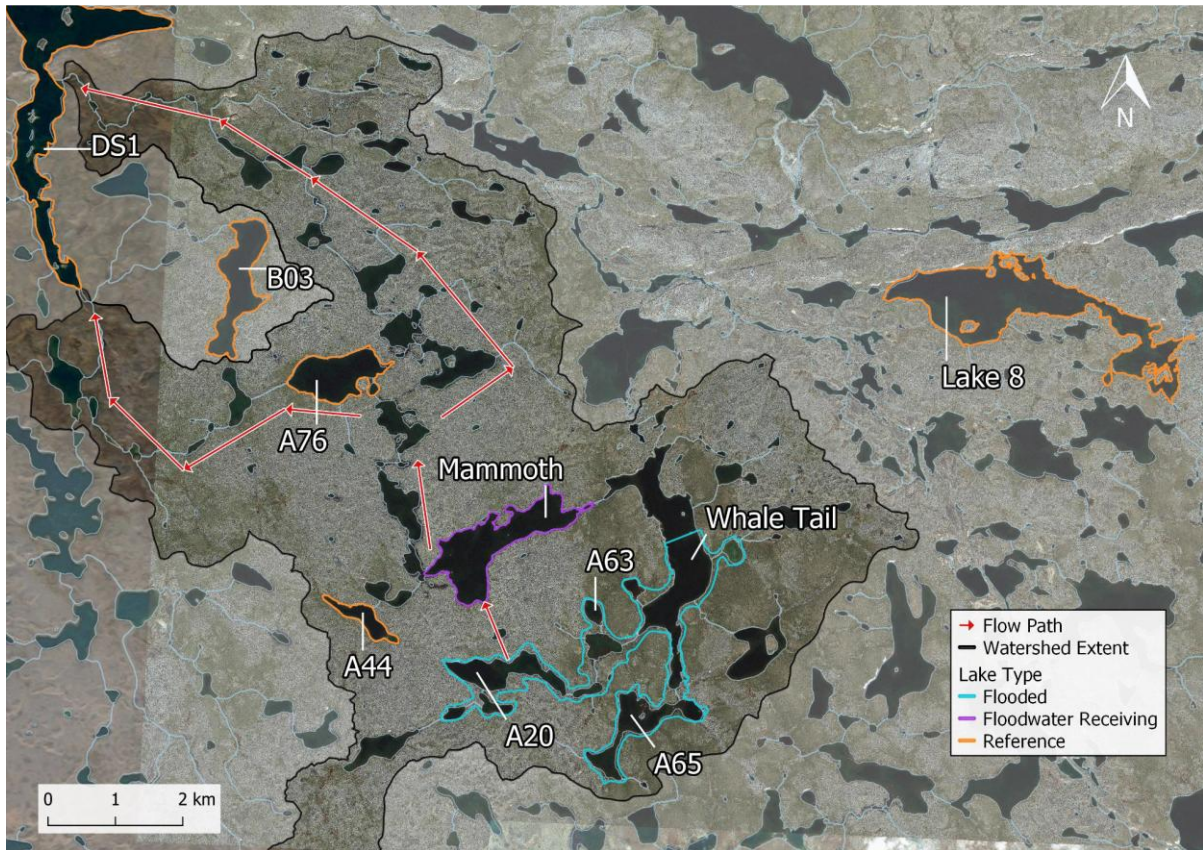 N
DS1
B03
Lake 8
A76
Mammoth
Whale Tail
A63
A44
A20
A65
Flow Path
Watershed Extent
Lake Type
Flooded
Floodwater Receiving
Reference
0 1 2 km